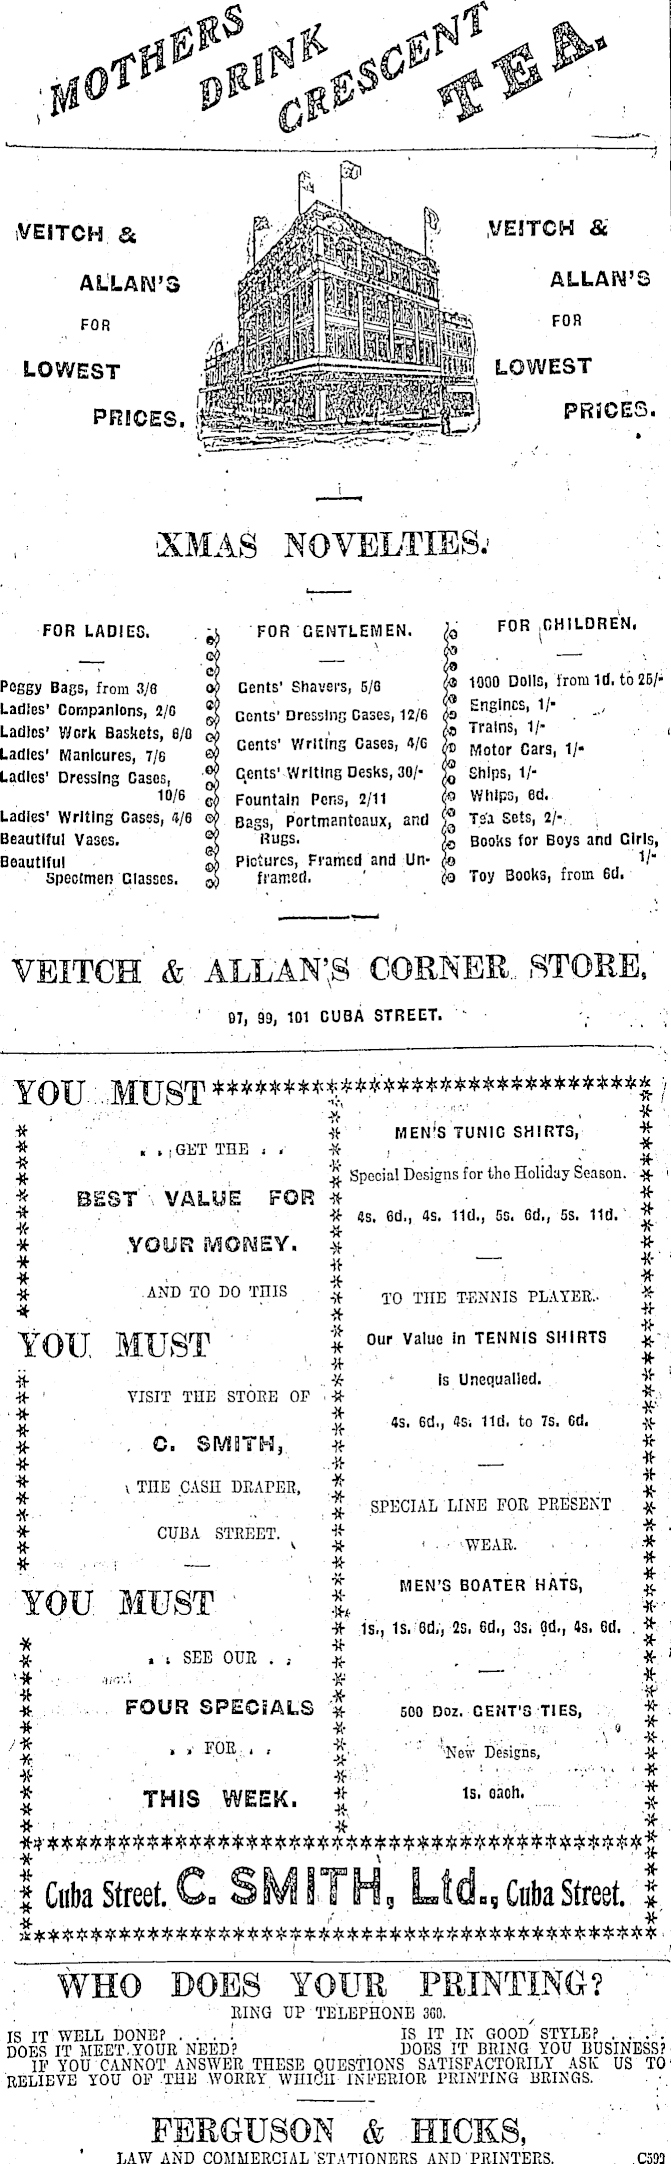 MOTHERS
DRINK
CRESCENT
TEA.
VEITCH &
ALLAN'S
FOR
LOWEST
PRICES.
VEITCH &
ALLAN'S
FOR
LOWEST
PRICES.
XMAS NOVELTIES.
FOR LADIES.
Peggy Bags, from 3/6
Ladies' Companions, 2/6
Ladies' Work Baskets, 6/6
Ladies' Manicures, 7/6
Ladies' Dressing Cases,
10/6
Ladies' Writing Cases, 4/6
Beautiful Vases.
Beautiful
Specimen Glasses.
FOR GENTLEMEN.
Gents' Shavers, 5/6
Gents' Dressing Cases, 12/6
Gents' Writing Cases, 4/6
Gents' Writing Desks, 30/-
Fountain Pens, 2/11
Bags, Portmanteaux, and
Rugs.
Pictures, Framed and Un-
framed.
FOR CHILDREN.
1000 Dolls, from 1d. to 25/-
Engines, 1/-
Trains, 1/-
Motor Cars, 1/-
Ships, 1/-
Whips, 6d.
Tea Sets, 2/-
Books for Boys and Girls,
1/-
Toy Books, from 6d.
VEITCH & ALLAN'S CORNER STORE,
97, 99, 101 CUBA STREET.
YOU MUST
GET THE
BEST VALUE FOR
YOUR MONEY.
AND TO DO THIS
YOU MUST
VISIT THE STORE OF
C. SMITH,
THE CASH DRAPER,
CUBA STREET.
YOU MUST
SEE OUR
FOUR SPECIALS
FOR
THIS WEEK.
MEN'S TUNIC SHIRTS,
Special Designs for the Holiday Season.
4s. 6d., 4s. 11d., 5s. 6d., 5s. 11d.
TO THE TENNIS PLAYER.
Our Value in TENNIS SHIRTS
is Unequalled.
4s. 6d., 4s. 11d. to 7s. 6d.
SPECIAL LINE FOR PRESENT
WEAR.
MEN'S BOATER HATS,
1s., 1s. 6d., 2s. 6d., 3s. 6d., 4s. 6d.
500 Doz. GENT'S TIES,
New Designs,
1s. each.
Cuba Street. C. SMITH, Ltd., Cuba Street.
WHO DOES YOUR PRINTING?
RING UP TELEPHONE 360.
IS IT WELL DONE? . . . . IS IT IN GOOD STYLE? . . . .
DOES IT MEET YOUR NEED? DOES IT BRING YOU BUSINESS?
IF YOU CANNOT ANSWER THESE QUESTIONS SATISFACTORILY ASK US TO
RELIEVE YOU OF THE WORRY WHICH INFERIOR PRINTING BRINGS.
FERGUSON & HICKS,
LAW AND COMMERCIAL STATIONERS AND PRINTERS. C599